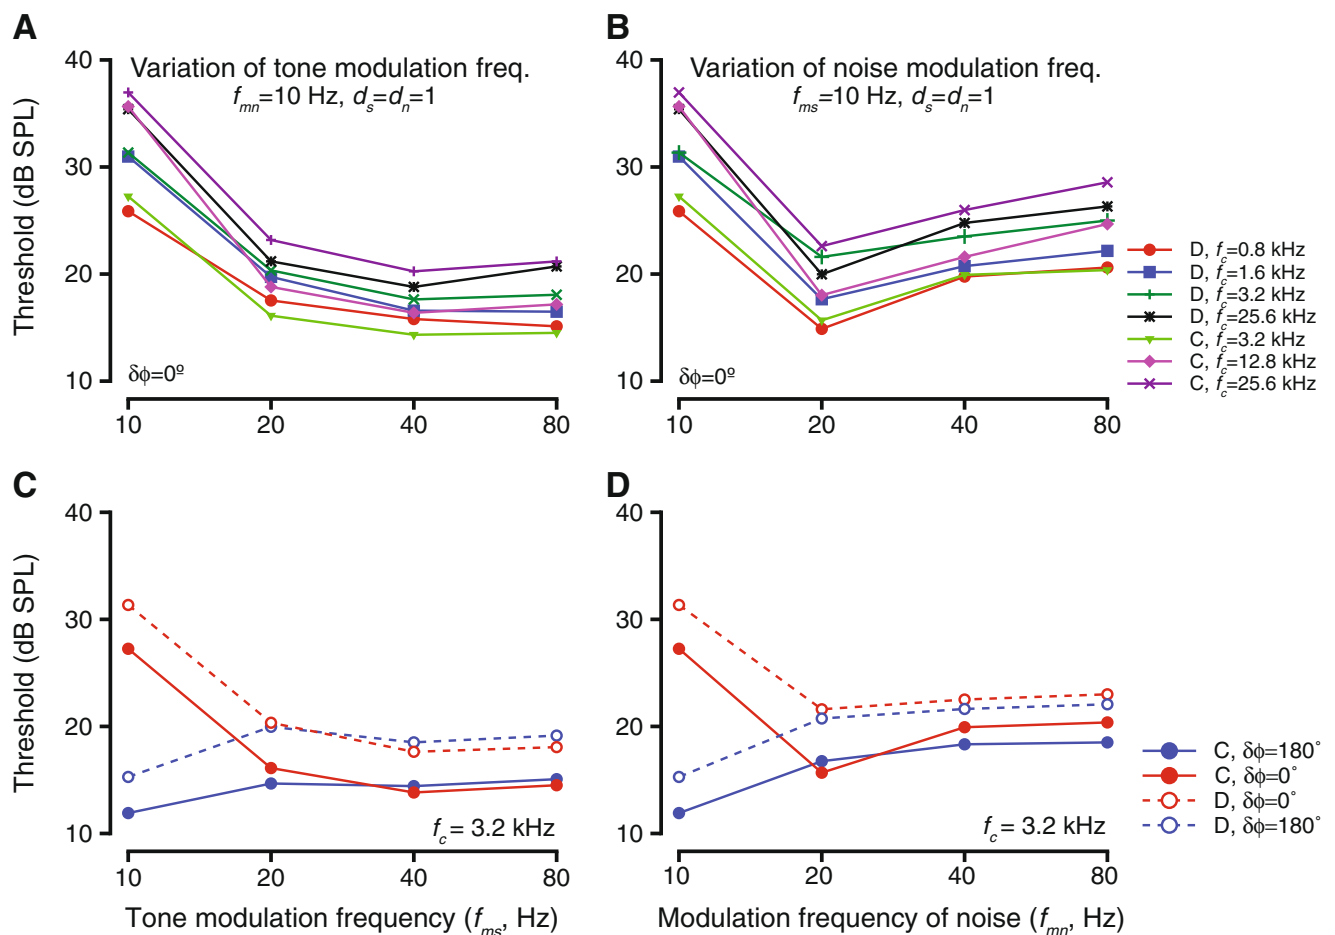 A
Variation of tone modulation freq.
fmn=10 Hz, ds=dn=1
40
30
20
10
Threshold (dB SPL)
δϕ=0º
10 20 40 80
B
Variation of noise modulation freq.
fms=10 Hz, ds=dn=1
40
30
20
10
δϕ=0º
10 20 40 80
D, fc=0.8 kHz
D, fc=1.6 kHz
D, fc=3.2 kHz
D, fc=25.6 kHz
C, fc=3.2 kHz
C, fc=12.8 kHz
C, fc=25.6 kHz
C
40
30
20
10
Threshold (dB SPL)
fc = 3.2 kHz
10 20 40 80
Tone modulation frequency (fms, Hz)
D
40
30
20
10
fc = 3.2 kHz
10 20 40 80
Modulation frequency of noise (fmn, Hz)
C, δϕ=180°
C, δϕ=0°
D, δϕ=0°
D, δϕ=180°